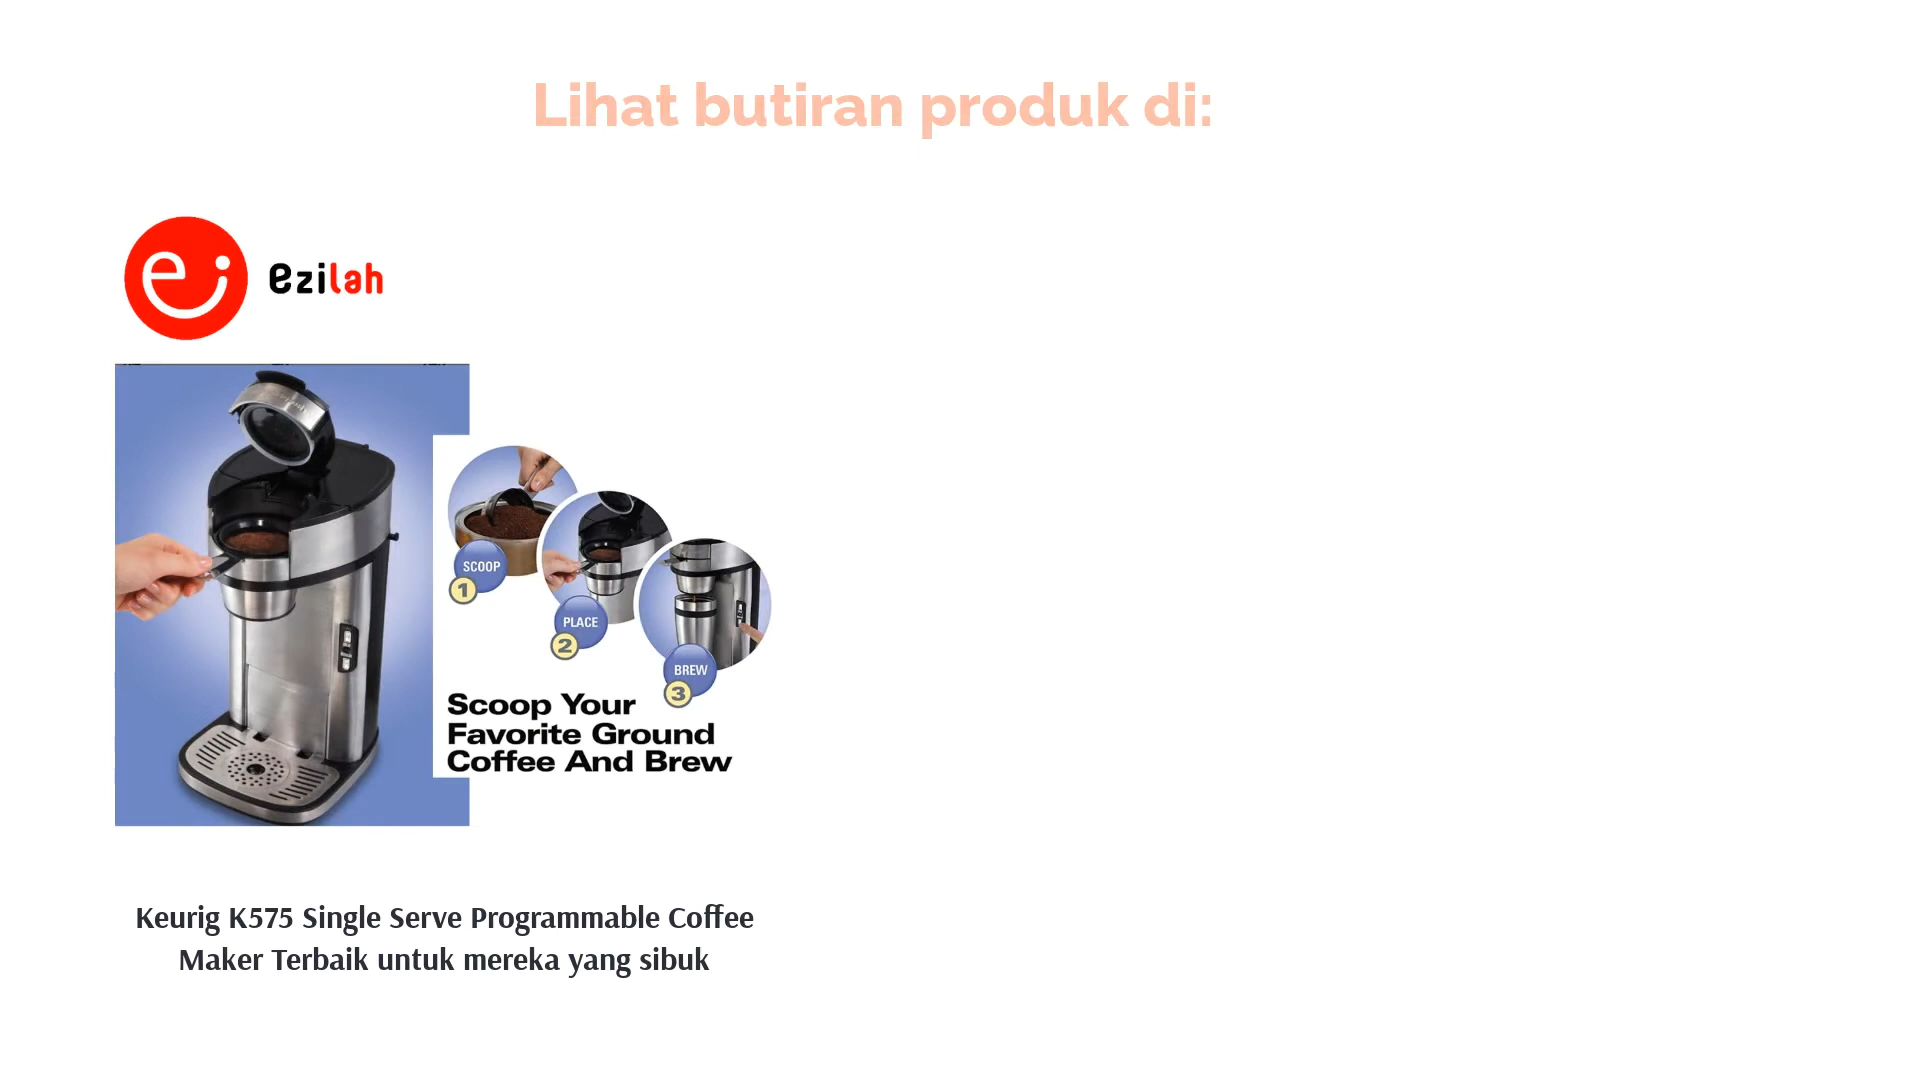 Lihat butiran produk di:
ezilah
SCOOP
1
PLACE
2
BREW
3
Scoop Your
Favorite Ground
Coffee And Brew
Keurig K575 Single Serve Programmable Coffee
Maker Terbaik untuk mereka yang sibuk